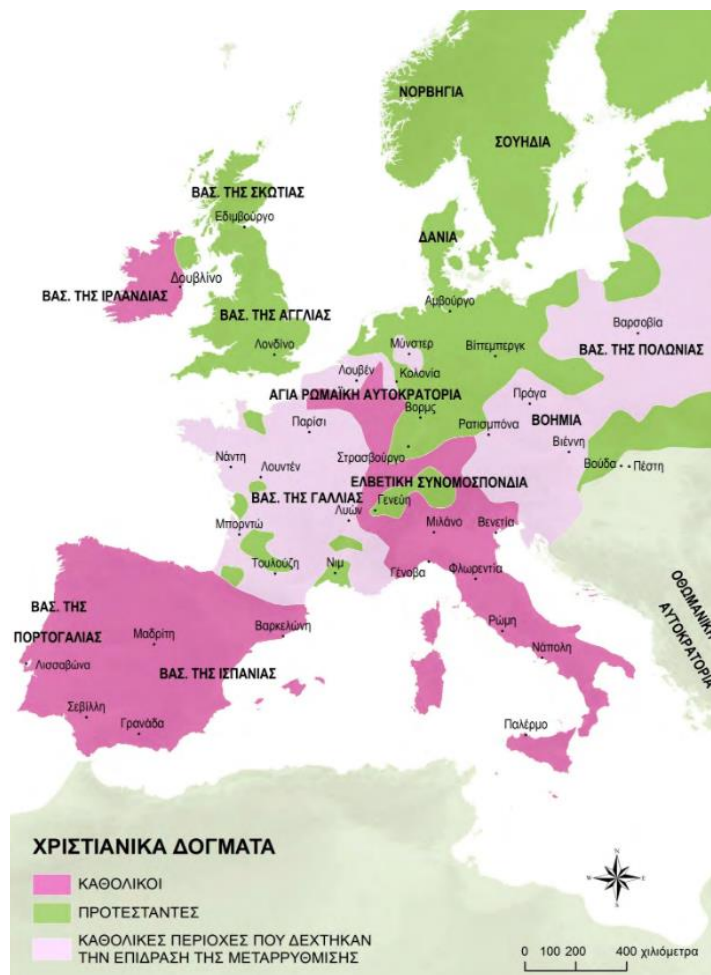 ΝΟΡΒΗΓΙΑ
ΣΟΥΗΔΙΑ
ΒΑΣ. ΤΗΣ ΣΚΩΤΙΑΣ
Εδιμβούργο
ΔΑΝΙΑ
Δουβλίνο
ΒΑΣ. ΤΗΣ ΙΡΛΑΝΔΙΑΣ
ΒΑΣ. ΤΗΣ ΑΓΓΛΙΑΣ
Αμβούργο
Βαρσοβία
Λονδίνο
Μύνστερ
Βίπεμπεργκ
ΒΑΣ. ΤΗΣ ΠΟΛΩΝΙΑΣ
Λουβέν
Κολονία
ΑΓΙΑ ΡΩΜΑΪΚΗ ΑΥΤΟΚΡΑΤΟΡΙΑ
Πράγα
Βορμς
ΒΟΗΜΙΑ
Παρίσι
Ρατισμπόνα
Βιέννη
Στρασβούργο
Νάντη
Λουντέν
Βούδα
Πέστη
ΕΛΒΕΤΙΚΗ ΣΥΝΟΜΟΣΠΟΝΔΙΑ
ΒΑΣ. ΤΗΣ ΓΑΛΛΙΑΣ
Γενεύη
Λυών
Μπορντώ
Μιλάνο
Βενετία
Τουλούζη
Νιμ
Γένοβα
Φλωρεντία
ΟΘΩΜΑΝΙΚΗ
ΑΥΤΟΚΡΑΤΟΡΙΑ
ΒΑΣ. ΤΗΣ
ΠΟΡΤΟΓΑΛΙΑΣ
Βαρκελώνη
Ρώμη
Μαδρίτη
Νάπολη
Λισσαβώνα
ΒΑΣ. ΤΗΣ ΙΣΠΑΝΙΑΣ
Σεβίλλη
Γρανάδα
Παλέρμο
ΧΡΙΣΤΙΑΝΙΚΑ ΔΟΓΜΑΤΑ
ΚΑΘΟΛΙΚΟΙ
ΠΡΟΤΕΣΤΑΝΤΕΣ
ΚΑΘΟΛΙΚΕΣ ΠΕΡΙΟΧΕΣ ΠΟΥ ΔΕΧΤΗΚΑΝ
ΤΗΝ ΕΠΙΔΡΑΣΗ ΤΗΣ ΜΕΤΑΡΡΥΘΜΙΣΗΣ
N
W E
S
0 100 200 400 χιλιόμετρα